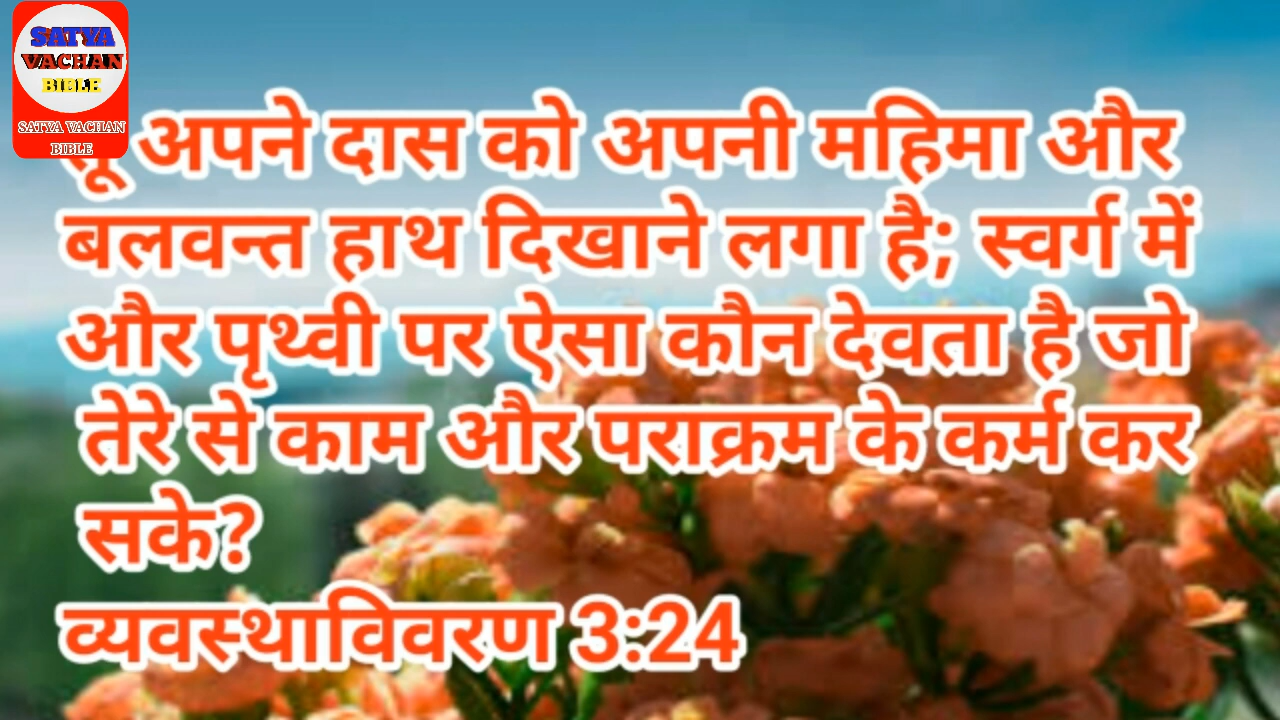 SATYA
VACHAN
BIBLE
SATYA VACHAN
BIBLE
तू अपने दास को अपनी महिमा और
बलवन्त हाथ दिखाने लगा है; स्वर्ग में
और पृथ्वी पर ऐसा कौन देवता है जो
तेरे से काम और पराक्रम के कर्म कर
सके?
व्यवस्थाविवरण 3:24